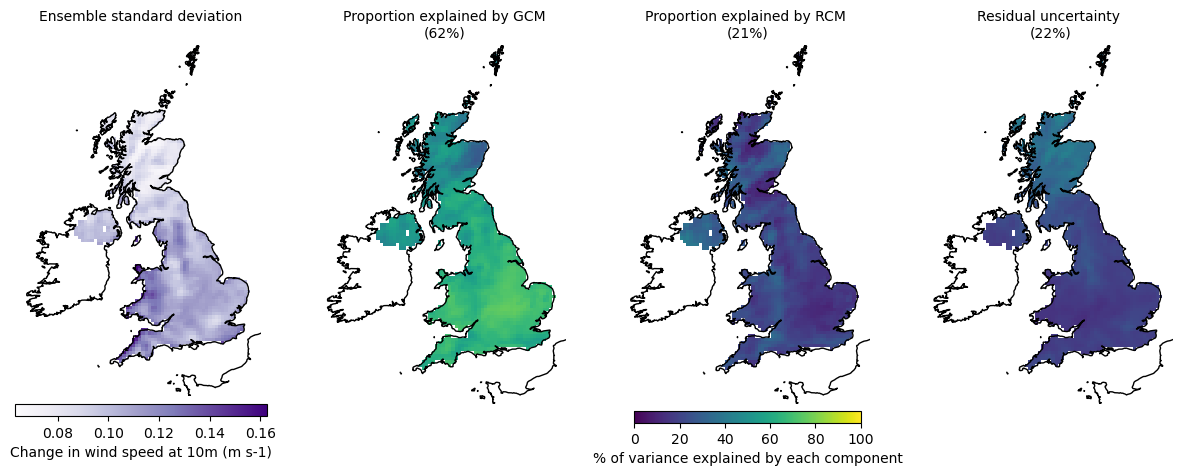 Ensemble standard deviation
Proportion explained by GCM
(62%)
Proportion explained by RCM
(21%)
Residual uncertainty
(22%)
0.08 0.10 0.12 0.14 0.16
Change in wind speed at 10m (m s-1)
0 20 40 60 80 100
% of variance explained by each component